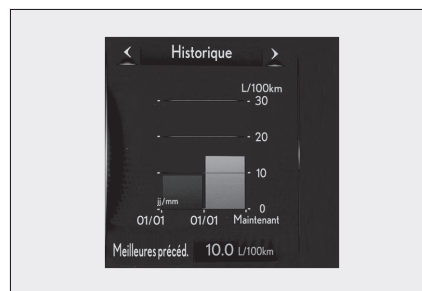 Historique
L/100km
30
20
10
jj/mm
0
01/01 01/01 Maintenant
Meilleures précéd. 10.0 L/100km